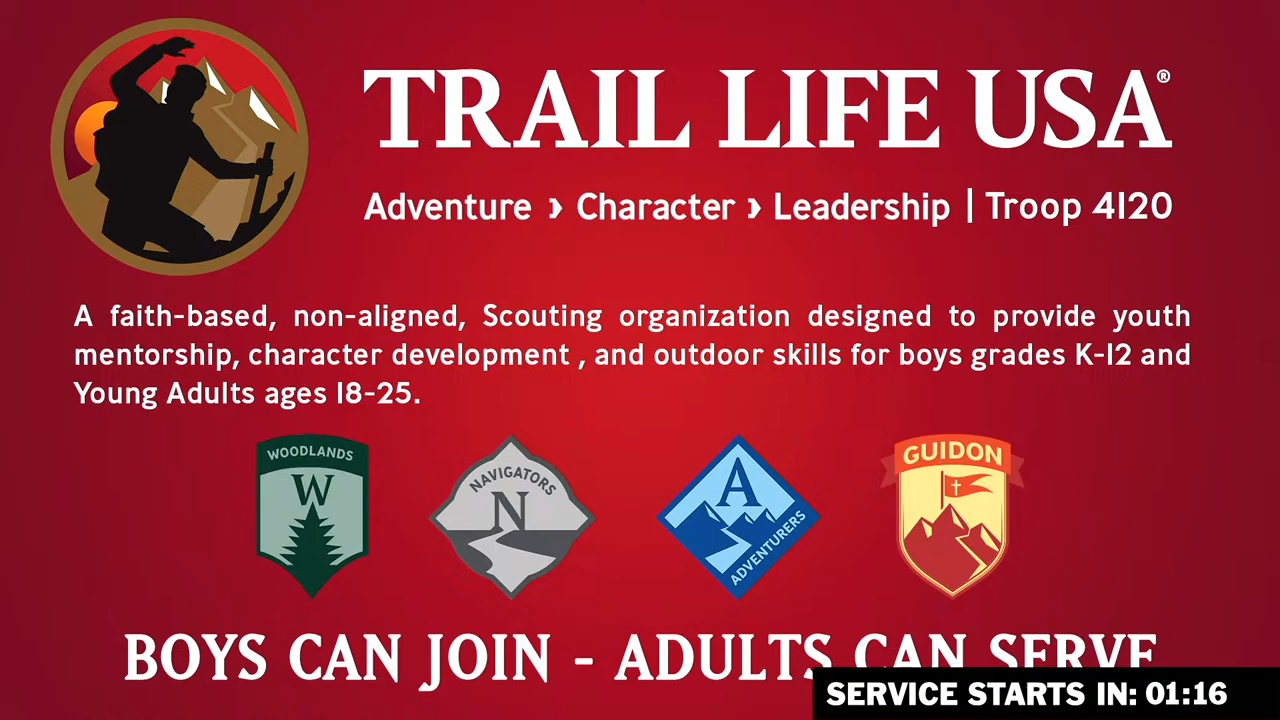 TRAIL LIFE USA®
Adventure › Character › Leadership | Troop 4120
A faith-based, non-aligned, Scouting organization designed to provide youth
mentorship, character development , and outdoor skills for boys grades K-12 and
Young Adults ages 18-25.
WOODLANDS
W
NAVIGATORS
N
A
ADVENTURERS
GUIDON
BOYS CAN JOIN - ADULTS CAN SERVE
SERVICE STARTS IN: 01:16